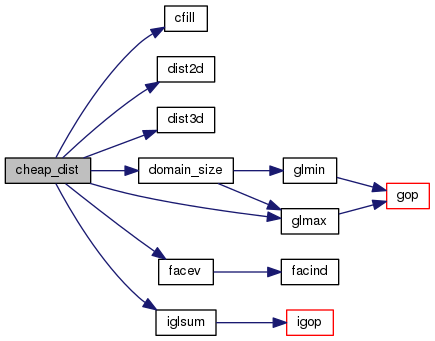 cfill
dist2d
dist3d
cheap_dist
domain_size
glmin
gop
glmax
facev
facind
iglsum
igop